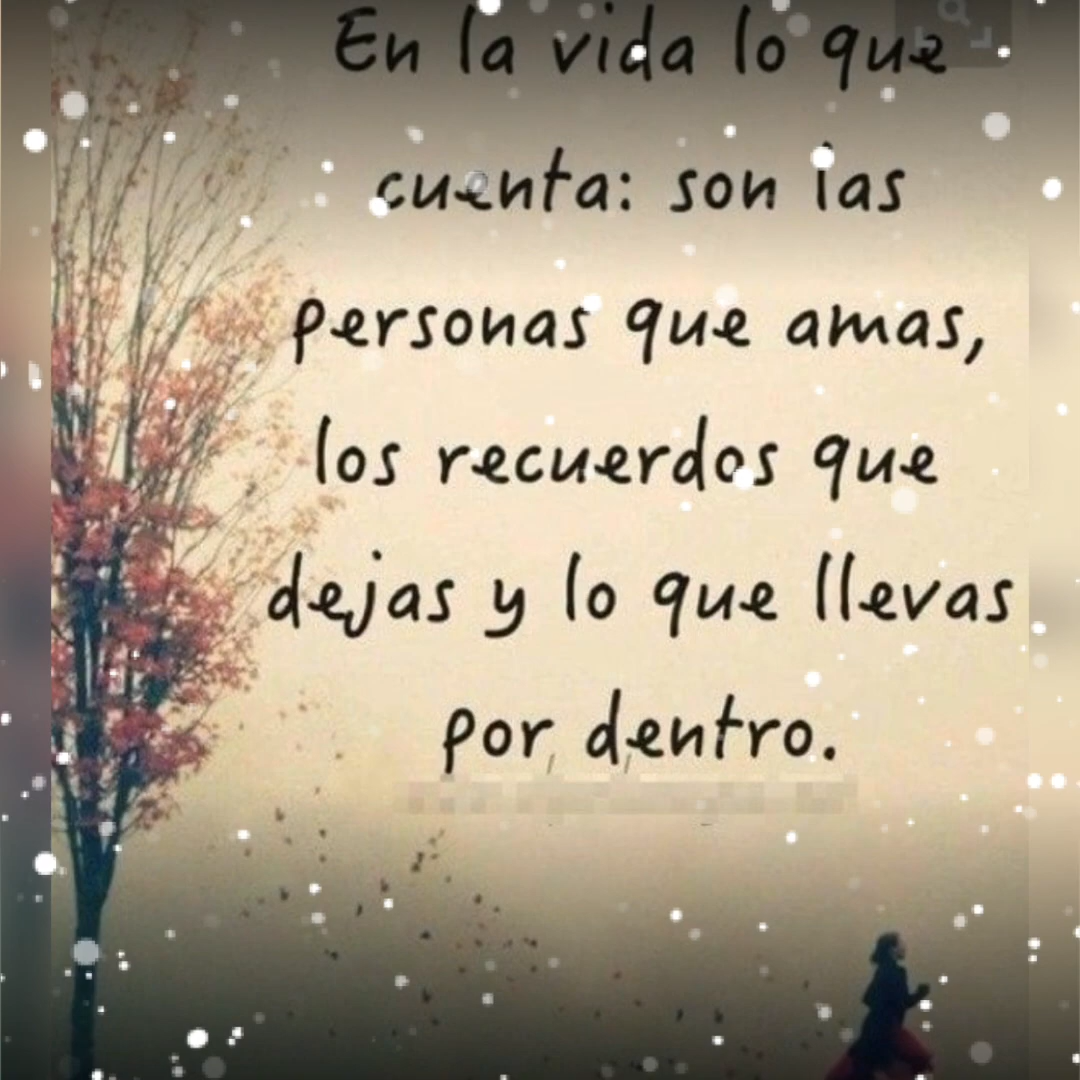 En la vida lo que
cuenta: son las
personas que amas,
los recuerdos que
dejas y lo que llevas
por dentro.